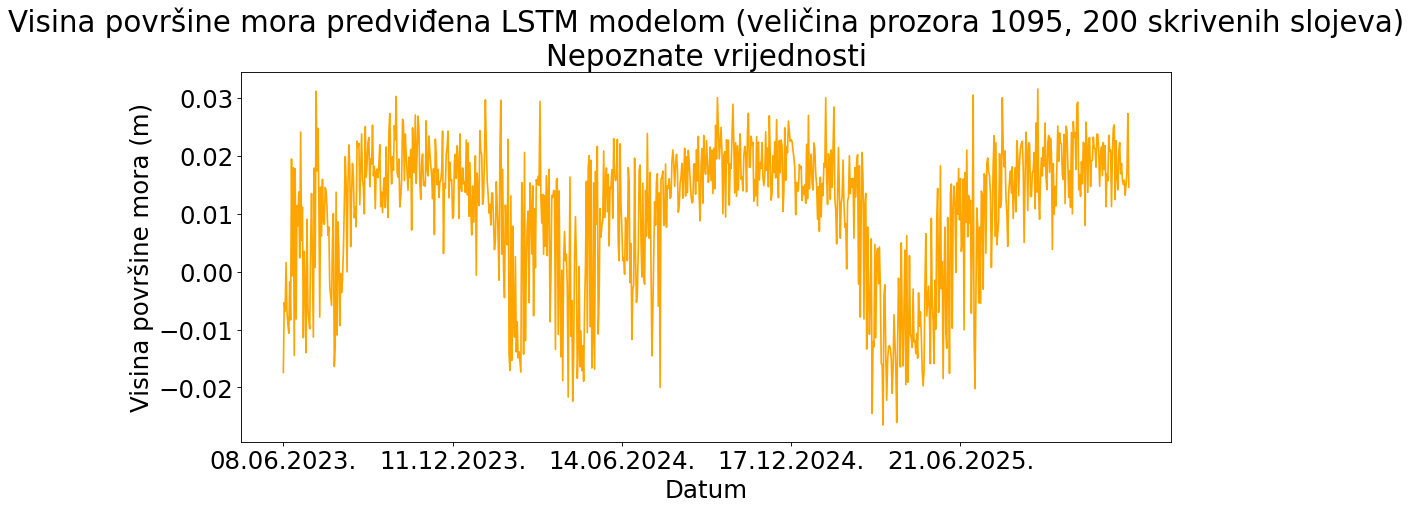 Visina površine mora predviđena LSTM modelom (veličina prozora 1095, 200 skrivenih slojeva)
Nepoznate vrijednosti
Visina površine mora (m)
0.03
0.02
0.01
0.00
−0.01
−0.02
08.06.2023. 11.12.2023. 14.06.2024. 17.12.2024. 21.06.2025.
Datum